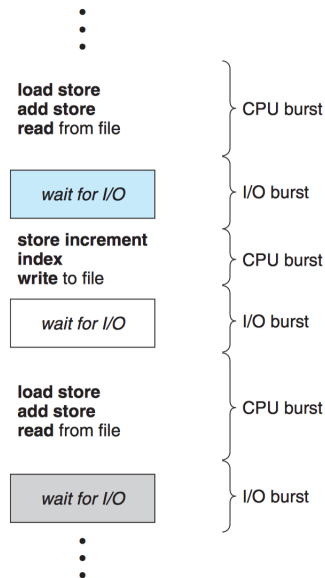 load store
add store
read from file
CPU burst
wait for I/O
I/O burst
store increment
index
write to file
CPU burst
wait for I/O
I/O burst
load store
add store
read from file
CPU burst
wait for I/O
I/O burst